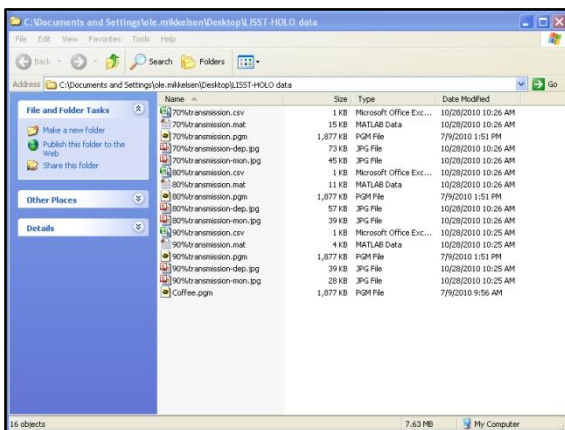 C:\Documents and Settings\ole.mikkelsen\Desktop\LISST-HOLO data
File Edit View Favorites Tools Help
Back Search Folders
Address C:\Documents and Settings\ole.mikkelsen\Desktop\LISST-HOLO data Go
File and Folder Tasks
Make a new folder
Publish this folder to the
Web
Share this folder
Other Places
Details
Name Size Type Date Modified
70%transmission.csv 1 KB Microsoft Office Exc... 10/28/2010 10:26 AM
70%transmission.mat 15 KB MATLAB Data 10/28/2010 10:26 AM
70%transmission.pgm 1,877 KB PGM File 7/9/2010 1:51 PM
70%transmission-dep.jpg 73 KB JPG File 10/28/2010 10:26 AM
70%transmission-mon.jpg 45 KB JPG File 10/28/2010 10:26 AM
80%transmission.csv 1 KB Microsoft Office Exc... 10/28/2010 10:26 AM
80%transmission.mat 11 KB MATLAB Data 10/28/2010 10:26 AM
80%transmission.pgm 1,877 KB PGM File 7/9/2010 1:51 PM
80%transmission-dep.jpg 57 KB JPG File 10/28/2010 10:26 AM
80%transmission-mon.jpg 39 KB JPG File 10/28/2010 10:26 AM
90%transmission.csv 1 KB Microsoft Office Exc... 10/28/2010 10:25 AM
90%transmission.mat 4 KB MATLAB Data 10/28/2010 10:25 AM
90%transmission.pgm 1,877 KB PGM File 7/9/2010 1:51 PM
90%transmission-dep.jpg 39 KB JPG File 10/28/2010 10:25 AM
90%transmission-mon.jpg 28 KB JPG File 10/28/2010 10:25 AM
Coffee.pgm 1,877 KB PGM File 7/9/2010 9:56 AM
16 objects 7.63 MB My Computer